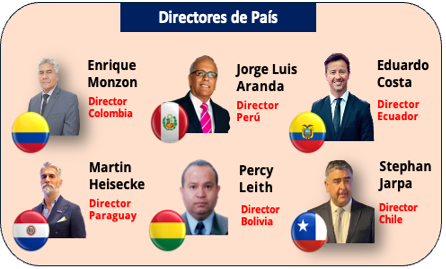 Directores de País
Enrique
Monzon
Director
Colombia
Jorge Luis
Aranda
Director
Perú
Eduardo
Costa
Director
Ecuador
Martin
Heisecke
Director
Paraguay
Percy
Leith
Director
Bolivia
Stephan
Jarpa
Director
Chile